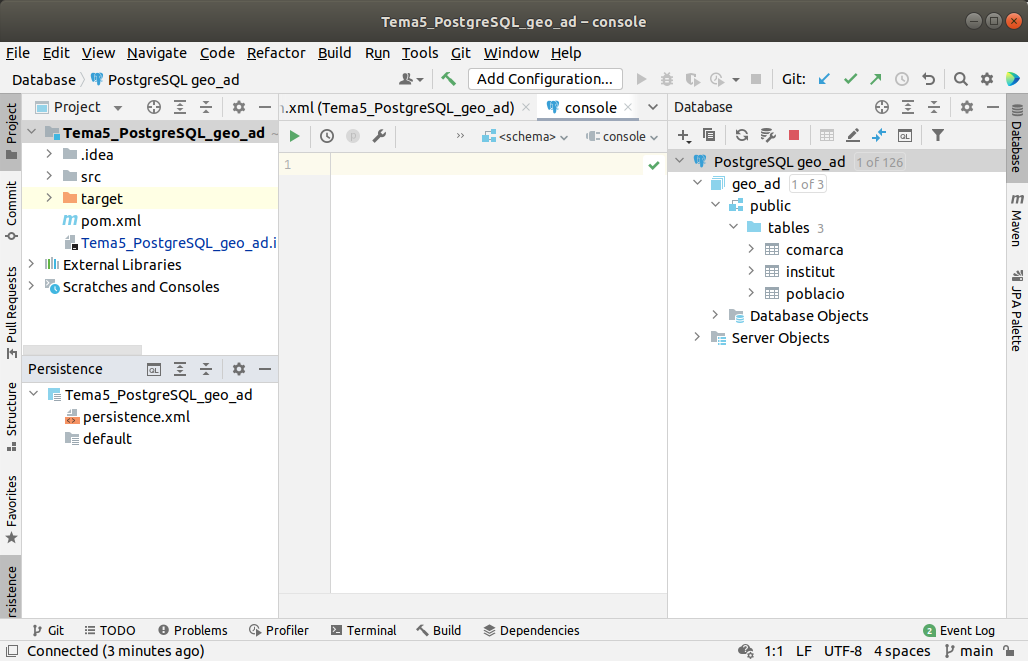 Tema5_PostgreSQL_geo_ad – console
File Edit View Navigate Code Refactor Build Run Tools Git Window Help
Database PostgreSQL geo_ad Add Configuration... Git:
Project
n.xml (Tema5_PostgreSQL_geo_ad) console
Database
Tema5_PostgreSQL_geo_ad
.idea
src
target
pom.xml
Tema5_PostgreSQL_geo_ad.i
External Libraries
Scratches and Consoles
Persistence
Tema5_PostgreSQL_geo_ad
persistence.xml
default
<schema> console
1
PostgreSQL geo_ad 1 of 126
geo_ad 1 of 3
public
tables 3
comarca
institut
poblacio
Database Objects
Server Objects
Project
Commit
Pull Requests
Structure
Favorites
rsistence
Database
m Maven
JPA Palette
Git TODO Problems Profiler Terminal Build Dependencies 2 Event Log
Connected (3 minutes ago) 1:1 LF UTF-8 4 spaces main